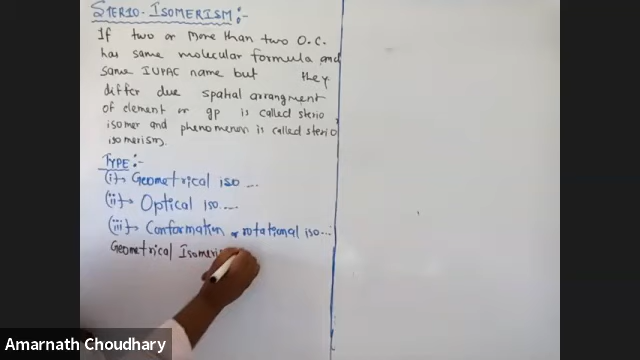 STERIO-ISOMERISM:-
If two or more than two O.C.
has same molecular formula and
same IUPAC name but they
differ due spatial arrangment
of element or gp is called sterio
isomer and phenomenon is called sterio
isomerism.
TYPE:-
(i)→ Geometrical iso ...
(ii)→ Optical iso.....
(iii)→ Conformation or rotational iso...
Geometrical Isomeri
Amarnath Choudhary